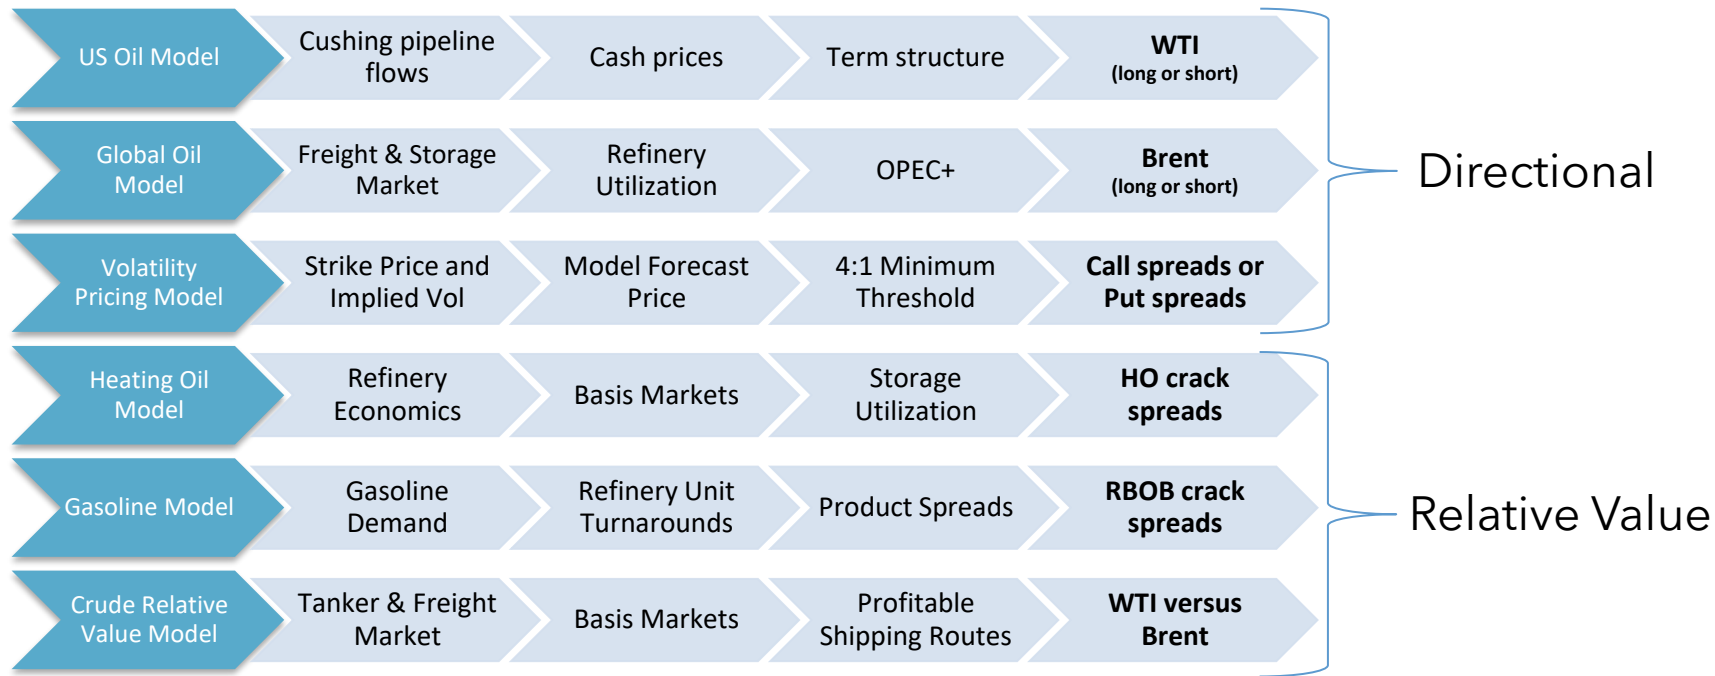 US Oil Model
Cushing pipeline
flows
Cash prices
Term structure
WTI
(long or short)
Global Oil
Model
Freight & Storage
Market
Refinery
Utilization
OPEC+
Brent
(long or short)
Directional
Volatility
Pricing Model
Strike Price and
Implied Vol
Model Forecast
Price
4:1 Minimum
Threshold
Call spreads or
Put spreads
Heating Oil
Model
Refinery
Economics
Basis Markets
Storage
Utilization
HO crack
spreads
Gasoline Model
Gasoline
Demand
Refinery Unit
Turnarounds
Product Spreads
RBOB crack
spreads
Relative Value
Crude Relative
Value Model
Tanker & Freight
Market
Basis Markets
Profitable
Shipping Routes
WTI versus
Brent